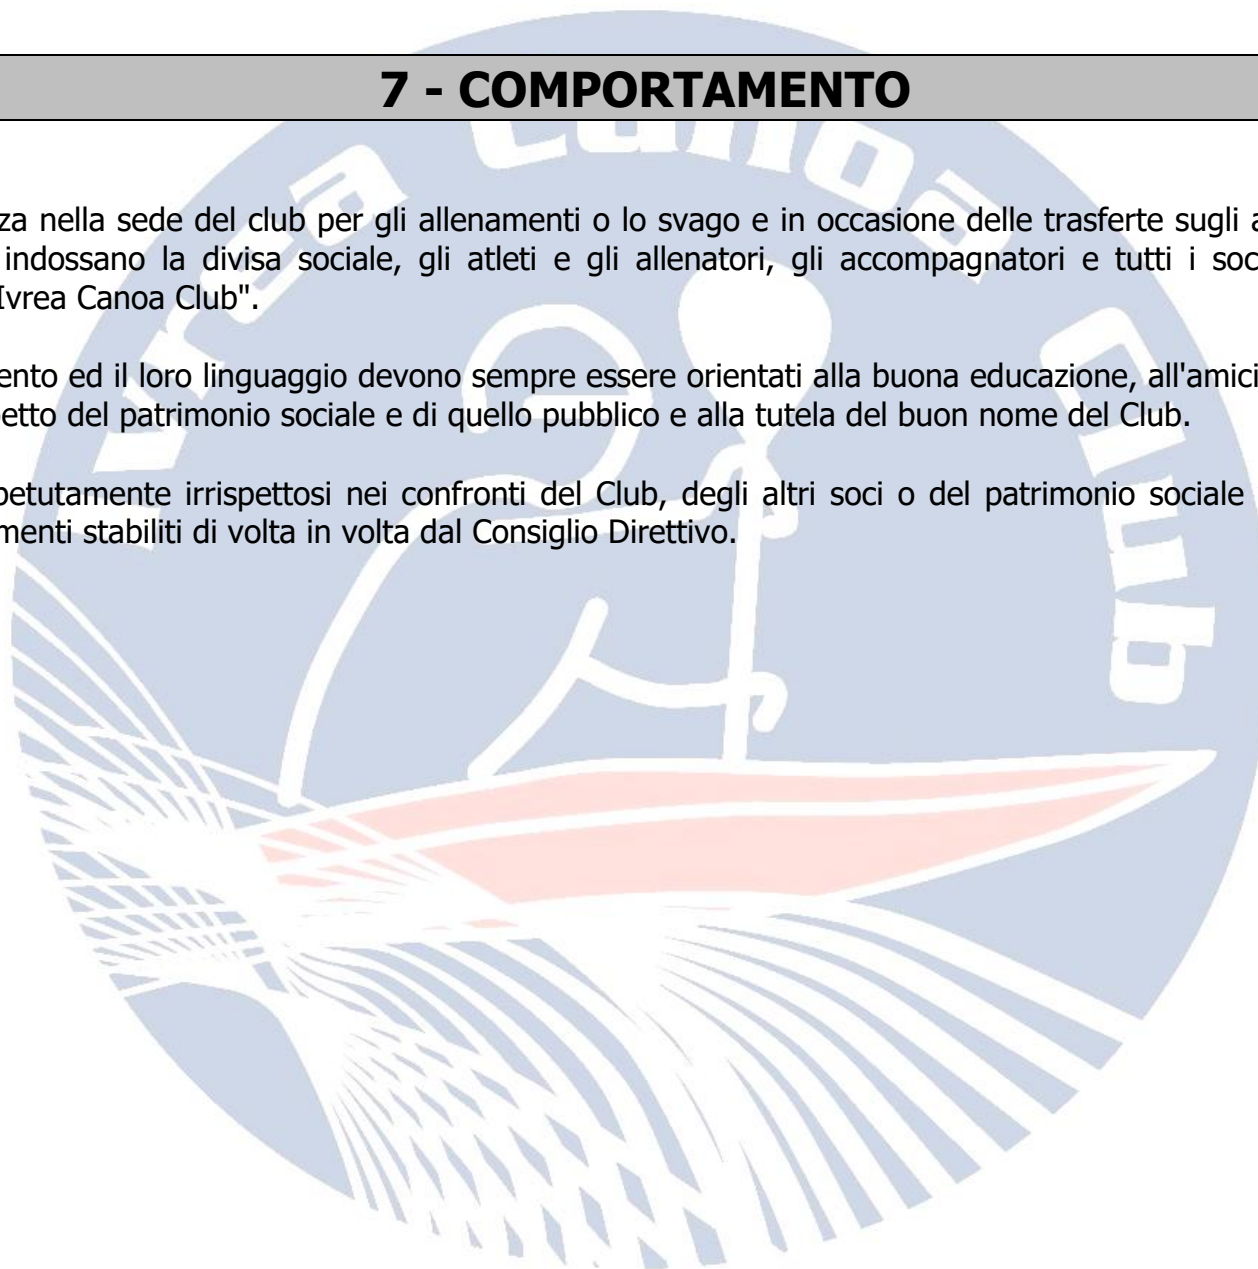 7 - COMPORTAMENTO
za nella sede del club per gli allenamenti o lo svago e in occasione delle trasferte sugli a
indossano la divisa sociale, gli atleti e gli allenatori, gli accompagnatori e tutti i soc
Ivrea Canoa Club".
ento ed il loro linguaggio devono sempre essere orientati alla buona educazione, all'amici
petto del patrimonio sociale e di quello pubblico e alla tutela del buon nome del Club.
petutamente irrispettosi nei confronti del Club, degli altri soci o del patrimonio sociale
menti stabiliti di volta in volta dal Consiglio Direttivo.
Ivrea Canoa Club